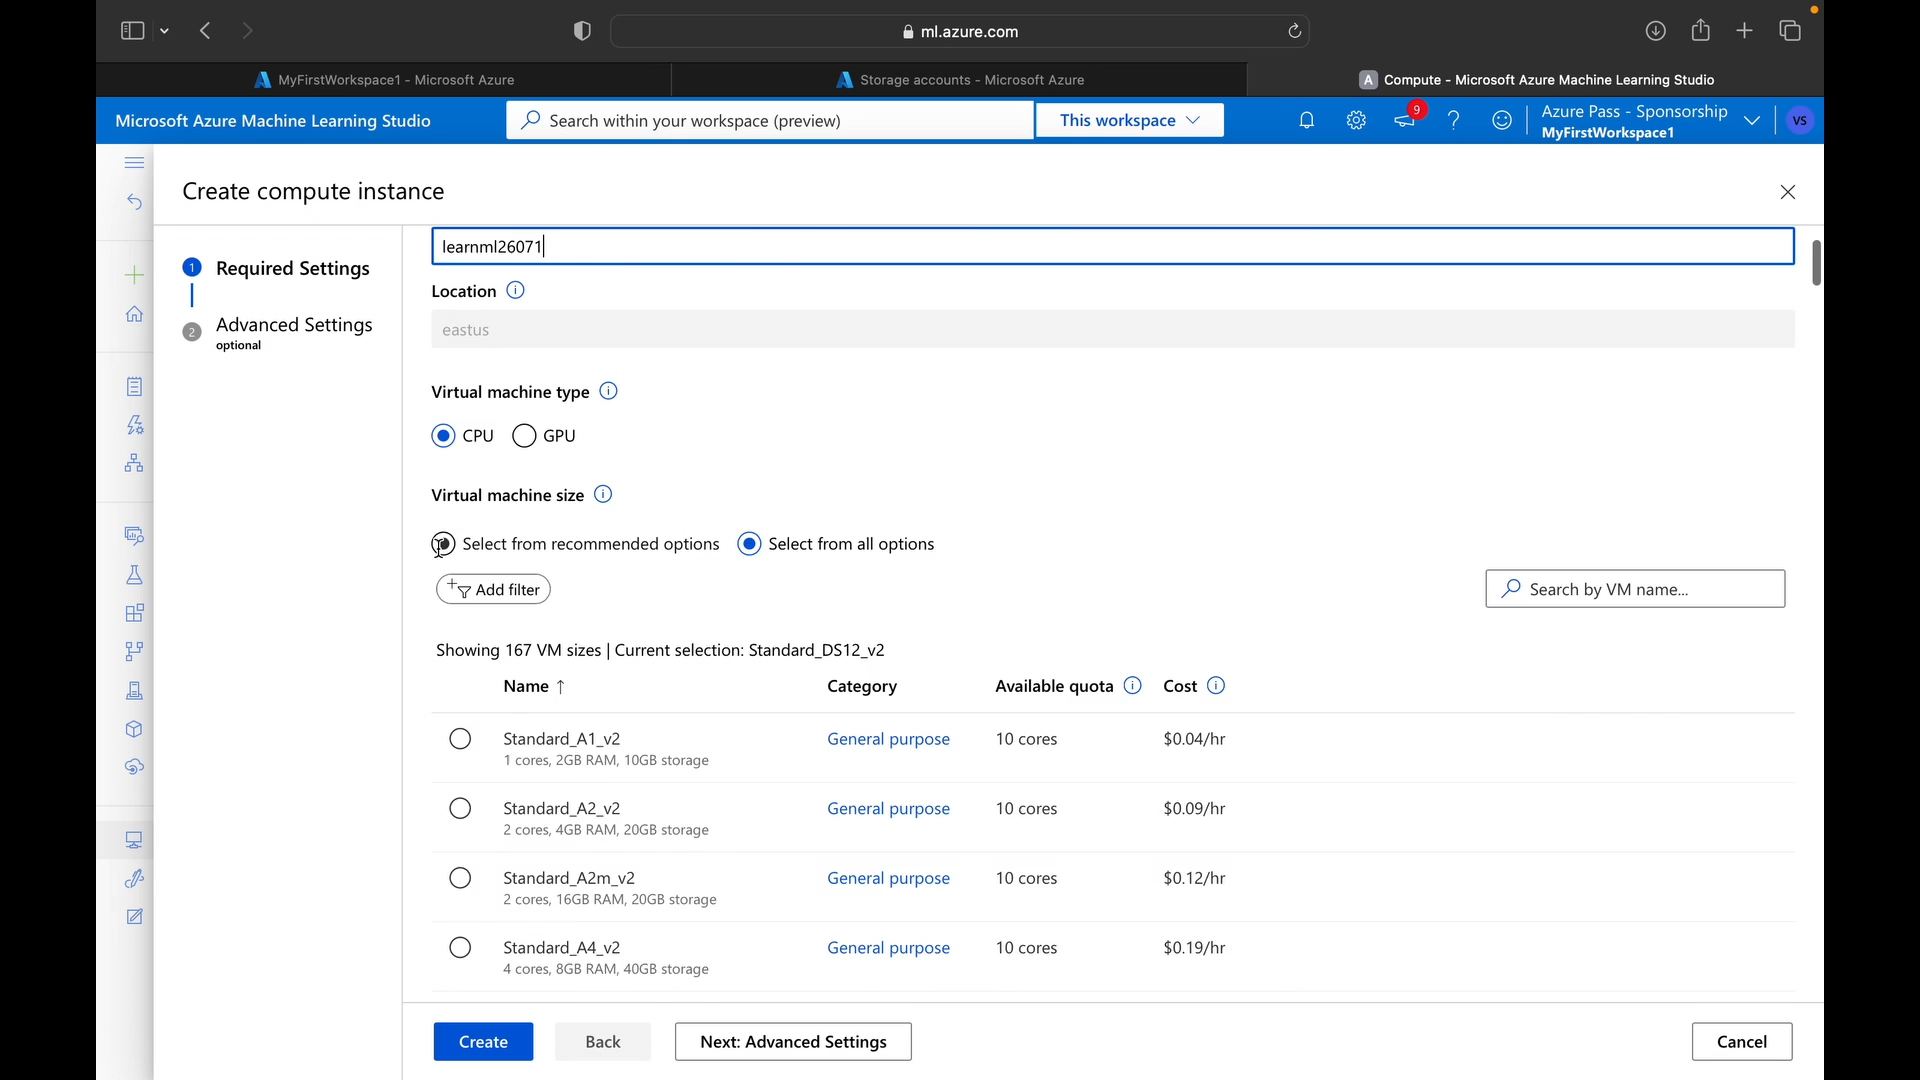 ml.azure.com
MyFirstWorkspace1 - Microsoft Azure
Storage accounts - Microsoft Azure
A Compute - Microsoft Azure Machine Learning Studio
Microsoft Azure Machine Learning Studio
Search within your workspace (preview)
This workspace
9
?
Azure Pass - Sponsorship
MyFirstWorkspace1
VS
Create compute instance
1 Required Settings
2 Advanced Settings
optional
learnml26071
Location
eastus
Virtual machine type
CPU GPU
Virtual machine size
Select from recommended options Select from all options
Add filter
Search by VM name...
Showing 167 VM sizes | Current selection: Standard_DS12_v2
Name ↑ Category Available quota Cost
Standard_A1_v2 General purpose 10 cores $0.04/hr
1 cores, 2GB RAM, 10GB storage
Standard_A2_v2 General purpose 10 cores $0.09/hr
2 cores, 4GB RAM, 20GB storage
Standard_A2m_v2 General purpose 10 cores $0.12/hr
2 cores, 16GB RAM, 20GB storage
Standard_A4_v2 General purpose 10 cores $0.19/hr
4 cores, 8GB RAM, 40GB storage
Create Back Next: Advanced Settings Cancel